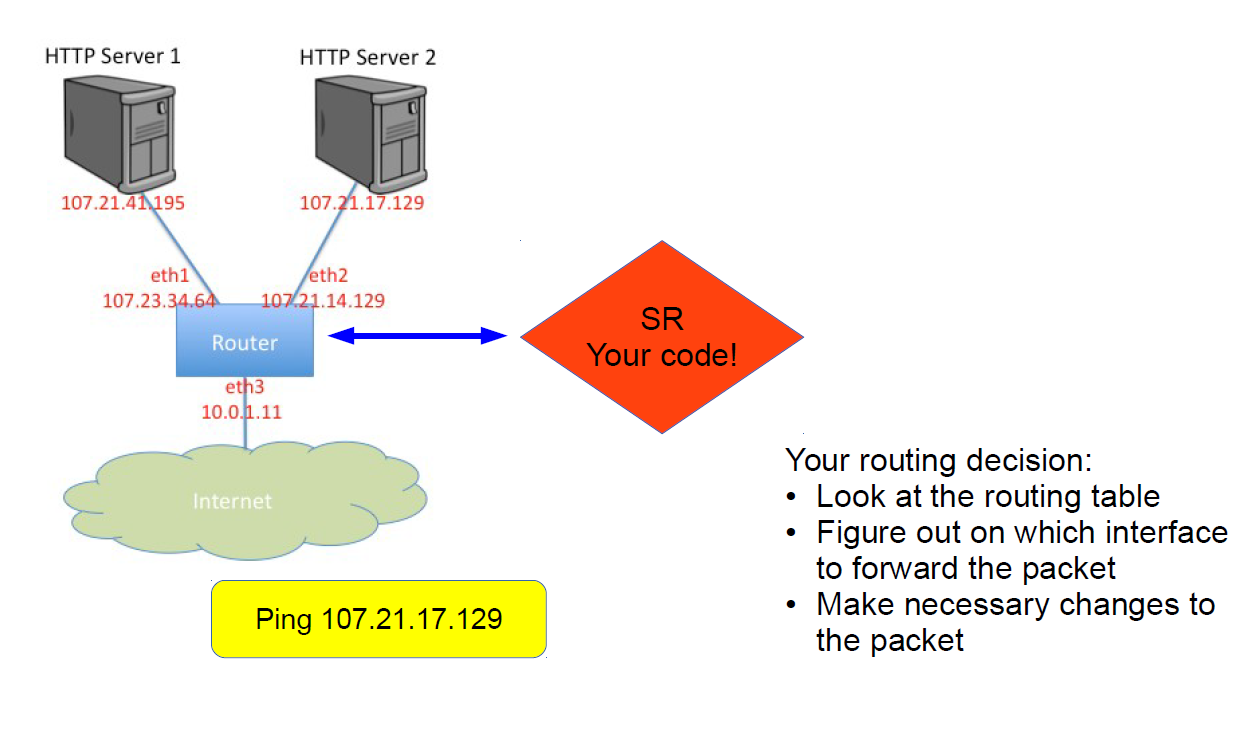 HTTP Server 1
HTTP Server 2
107.21.41.195
107.21.17.129
eth1
107.23.34.64
eth2
107.21.14.129
Router
SR
Your code!
eth3
10.0.1.11
Internet
Ping 107.21.17.129
Your routing decision:
• Look at the routing table
• Figure out on which interface
to forward the packet
• Make necessary changes to
the packet